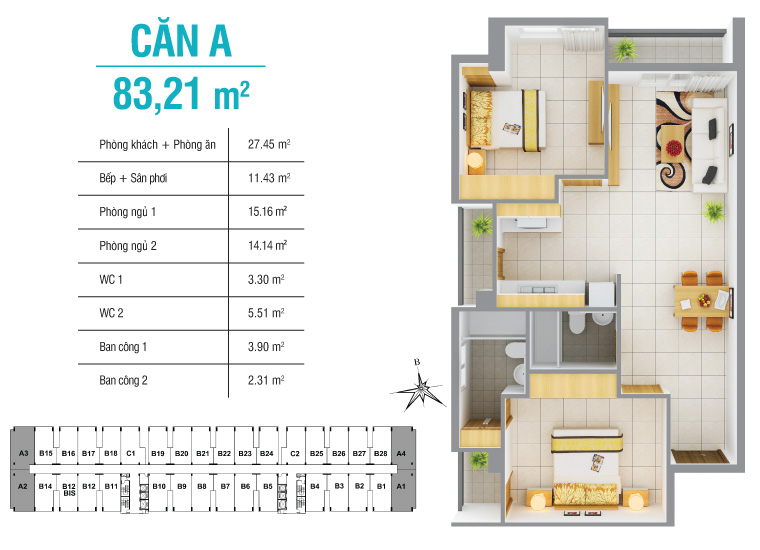 CĂN A
83,21 m²
Phòng khách + Phòng ăn 27.45 m²
Bếp + Sân phơi 11.43 m²
Phòng ngủ 1 15.16 m²
Phòng ngủ 2 14.14 m²
WC 1 3.30 m²
WC 2 5.51 m²
Ban công 1 3.90 m²
Ban công 2 2.31 m²
B
A3 B15 B16 B17 B18 C1 B19 B20 B21 B22 B23 B24 C2 B25 B26 B27 B28 A4
A2 B14 B12 BIS B12 B11 B10 B9 B8 B7 B6 B5 B4 B3 B2 B1 A1